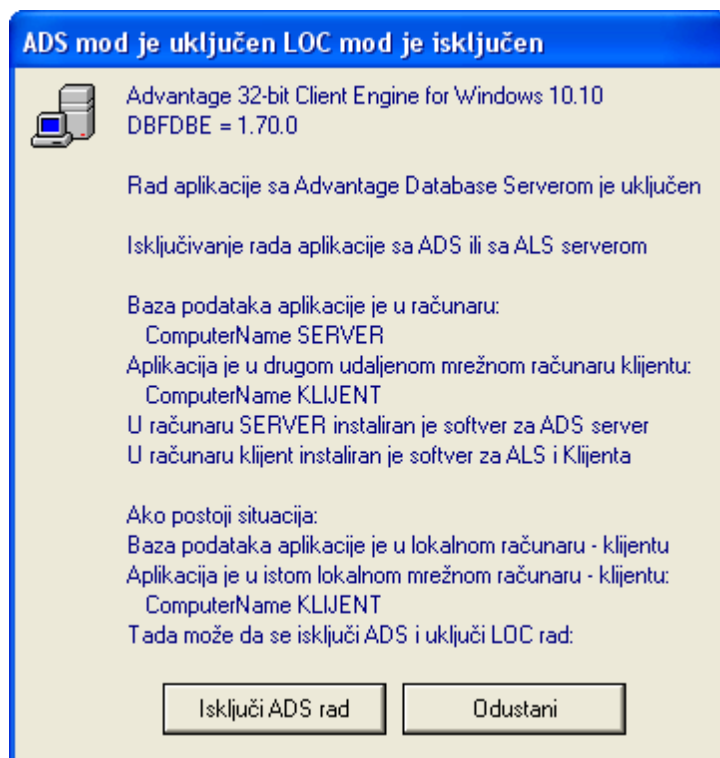 ADS mod je uključen LOC mod je isključen
Advantage 32-bit Client Engine for Windows 10.10
DBFDBE = 1.70.0
Rad aplikacije sa Advantage Database Serverom je uključen
Isključivanje rada aplikacije sa ADS ili sa ALS serverom
Baza podataka aplikacije je u računaru:
ComputerName SERVER
Aplikacija je u drugom udaljenom mrežnom računaru klijentu:
ComputerName KLIJENT
U računaru SERVER instaliran je softver za ADS server
U računaru klijent instaliran je softver za ALS i Klijenta
Ako postoji situacija:
Baza podataka aplikacije je u lokalnom računaru - klijentu
Aplikacija je u istom lokalnom mrežnom računaru - klijentu:
ComputerName KLIJENT
Tada može da se isključi ADS i uključi LOC rad:
Isključi ADS rad
Odustani